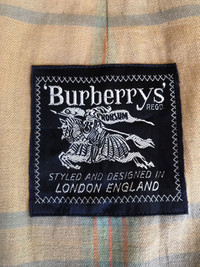 'Burberrys'
REGD
PRORSUM
STYLED AND DESIGNED IN
LONDON ENGLAND